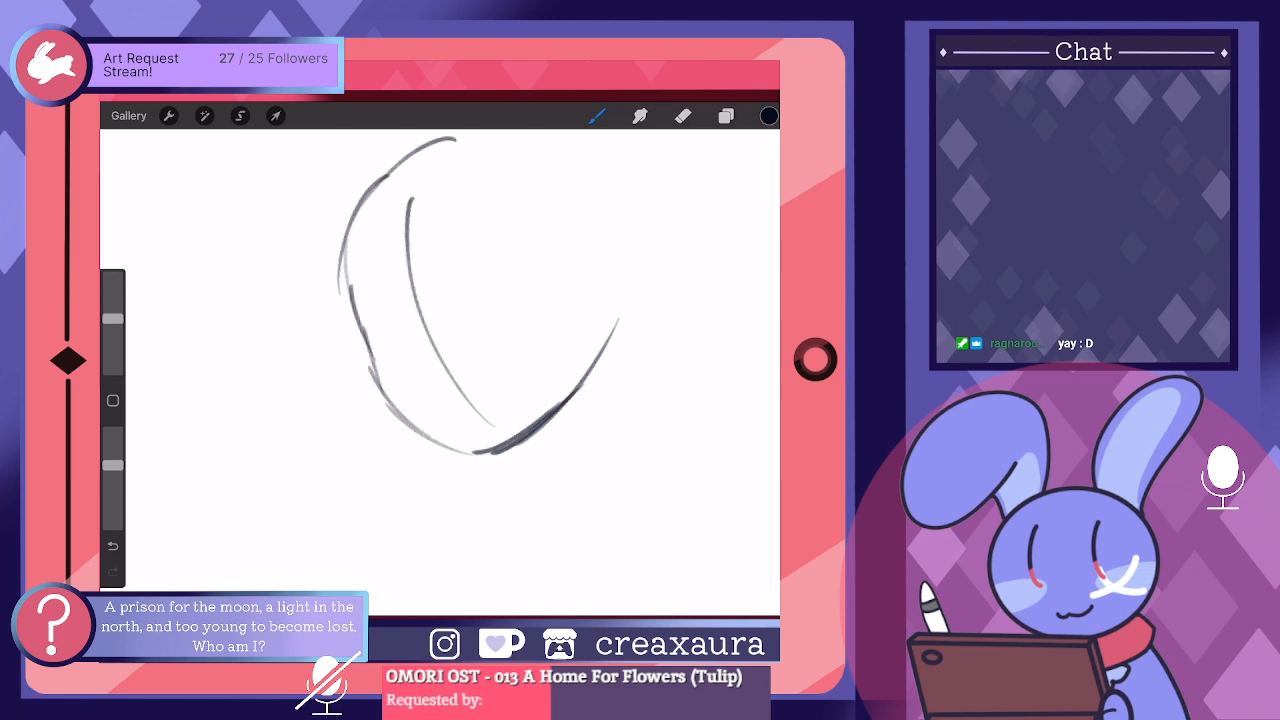 Art Request
Stream!
27 / 25 Followers
Gallery
Chat
yay : D
A prison for the moon, a light in the
north, and too young to become lost.
Who am I?
creaxaura
OMORI OST - 013 A Home For Flowers (Tulip)
Requested by: